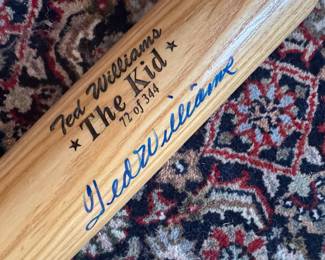 Ted Williams
★ The Kid ★
72 of 344
Ted Williams